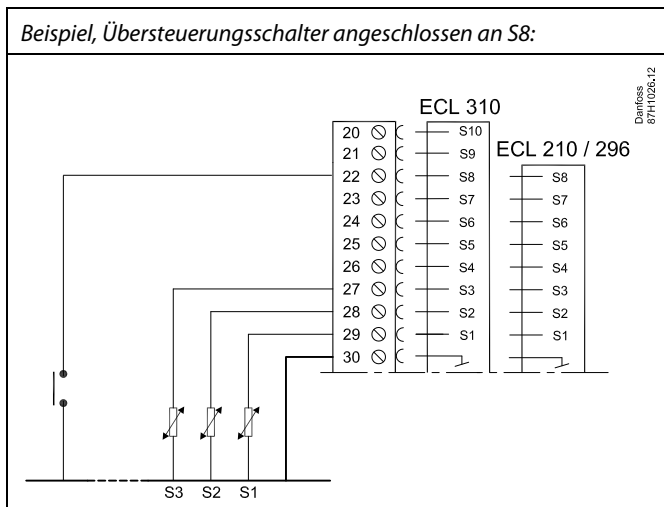 Beispiel, Übersteuerungsschalter angeschlossen an S8:
Danfoss
87H1026.12
ECL 310
ECL 210 / 296
20 S10
21 S9
22 S8 S8
23 S7 S7
24 S6 S6
25 S5 S5
26 S4 S4
27 S3 S3
28 S2 S2
29 S1 S1
30
S3 S2 S1